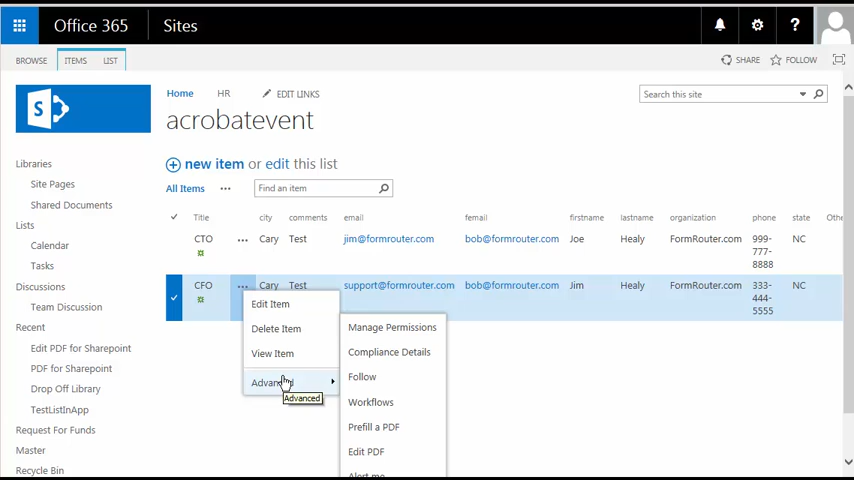 Office 365 Sites ?
BROWSE ITEMS LIST SHARE FOLLOW
S
Home HR EDIT LINKS Search this site
acrobatevent
new item or edit this list
All Items ... Find an item
Title city comments email femail firstname lastname organization phone state Othe
CTO ... Cary Test jim@formrouter.com bob@formrouter.com Joe Healy FormRouter.com 999-
777-
8888 NC
CFO ... Cary Test support@formrouter.com bob@formrouter.com Jim Healy FormRouter.com 333-
444-
5555 NC
Libraries
Site Pages
Shared Documents
Lists
Calendar
Tasks
Discussions
Team Discussion
Recent
Edit PDF for Sharepoint
PDF for Sharepoint
Drop Off Library
TestListInApp
Request For Funds
Master
Recycle Bin
Edit Item
Delete Item
View Item
Advanced
Advanced
Manage Permissions
Compliance Details
Follow
Workflows
Prefill a PDF
Edit PDF
Alert me